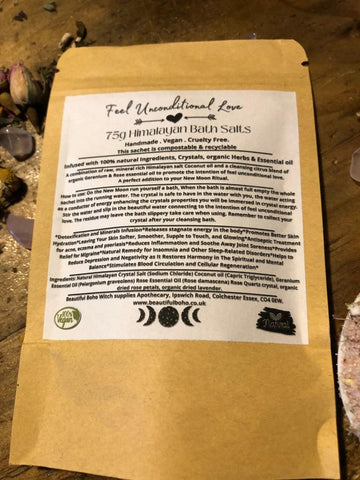 Feel Unconditional Love
75g Himalayan Bath Salts
Handmade . Vegan . Cruelty Free.
This sachet is compostable & recyclable
Infused with 100% natural Ingredients, Crystals, organic Herbs & Essential oil
A combination of raw, mineral rich Himalayan salt Coconut oil and a cleansing citrus blend of
organic Geranium & Rose essential oil to promote the intention of feel unconditional love.
A perfect addition to your New Moon Ritual
*How to use: On the New Moon run yourself a bath, When the bath is almost full empty the whole
Sachet into the running water. The crystal is safe to have in the water with you, the water acting
as a conductor of energy enhancing the crystals properties you will be immersed in crystal energy.
Stir the water and slip in the beautiful water connecting to the intention of feel unconditional
love. The residue may leave the bath slippery take care when using. Remember to collect your
crystal after your cleansing bath.
*Detoxification and Minerals Infusion*Releases stagnate energy in the body*Promotes Better Skin
Hydration*Leaving Your Skin Softer, Smoother, Supple to Touch, and Glowing*Antiseptic Treatment
for acne, eczema and psoriasis*Reduces Inflammation and Soothe Away Joint Soreness*Provides
Relief for Migraine*Natural Remedy for Insomnia and Other Sleep-Related Disorders*Helps to
Reduce Depression and Negativity as It Restores Harmony in The Spiritual and Mental
Balance*Stimulates Blood Circulation and Cellular Regeneration*
Ingredients: Natural Himalayan Crystal Salt (Sodium Chloride) Coconut oil (Capric Triglyceride), Geranium
Essential Oil (Pelargonium graveolens) Rose Essential Oil (Rose damascena) Rose Quartz crystal, organic
dried rose petals, organic dried lavender.
Beautiful Boho Witch supplies Apothecary, Ipswich Road, Colchester Essex, CO4 0EW.
www.beautifulboho.co.uk
100%
Vegan
Natural